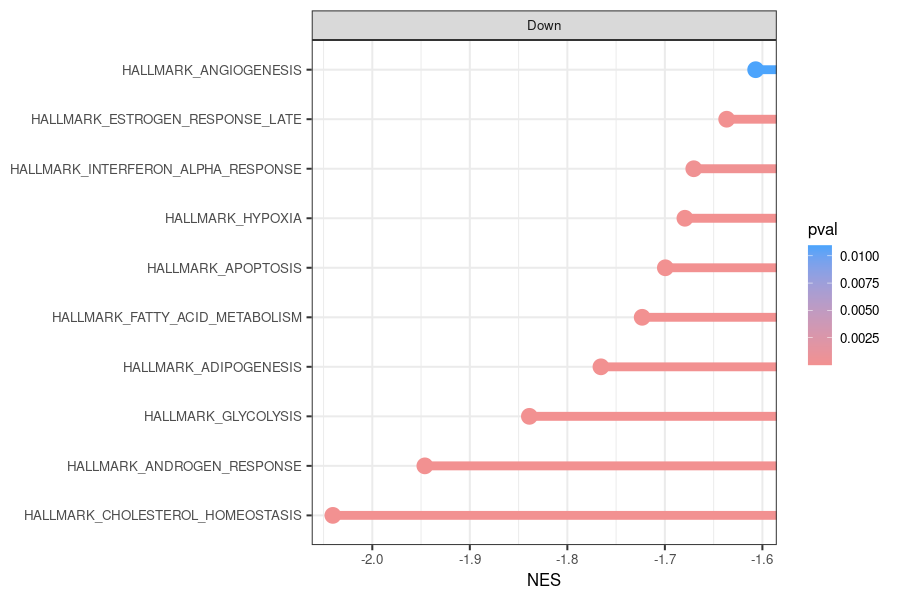 Down
HALLMARK_ANGIOGENESIS
HALLMARK_ESTROGEN_RESPONSE_LATE
HALLMARK_INTERFERON_ALPHA_RESPONSE
HALLMARK_HYPOXIA
HALLMARK_APOPTOSIS
HALLMARK_FATTY_ACID_METABOLISM
HALLMARK_ADIPOGENESIS
HALLMARK_GLYCOLYSIS
HALLMARK_ANDROGEN_RESPONSE
HALLMARK_CHOLESTEROL_HOMEOSTASIS
-2.0 -1.9 -1.8 -1.7 -1.6
NES
pval
0.0100
0.0075
0.0050
0.0025